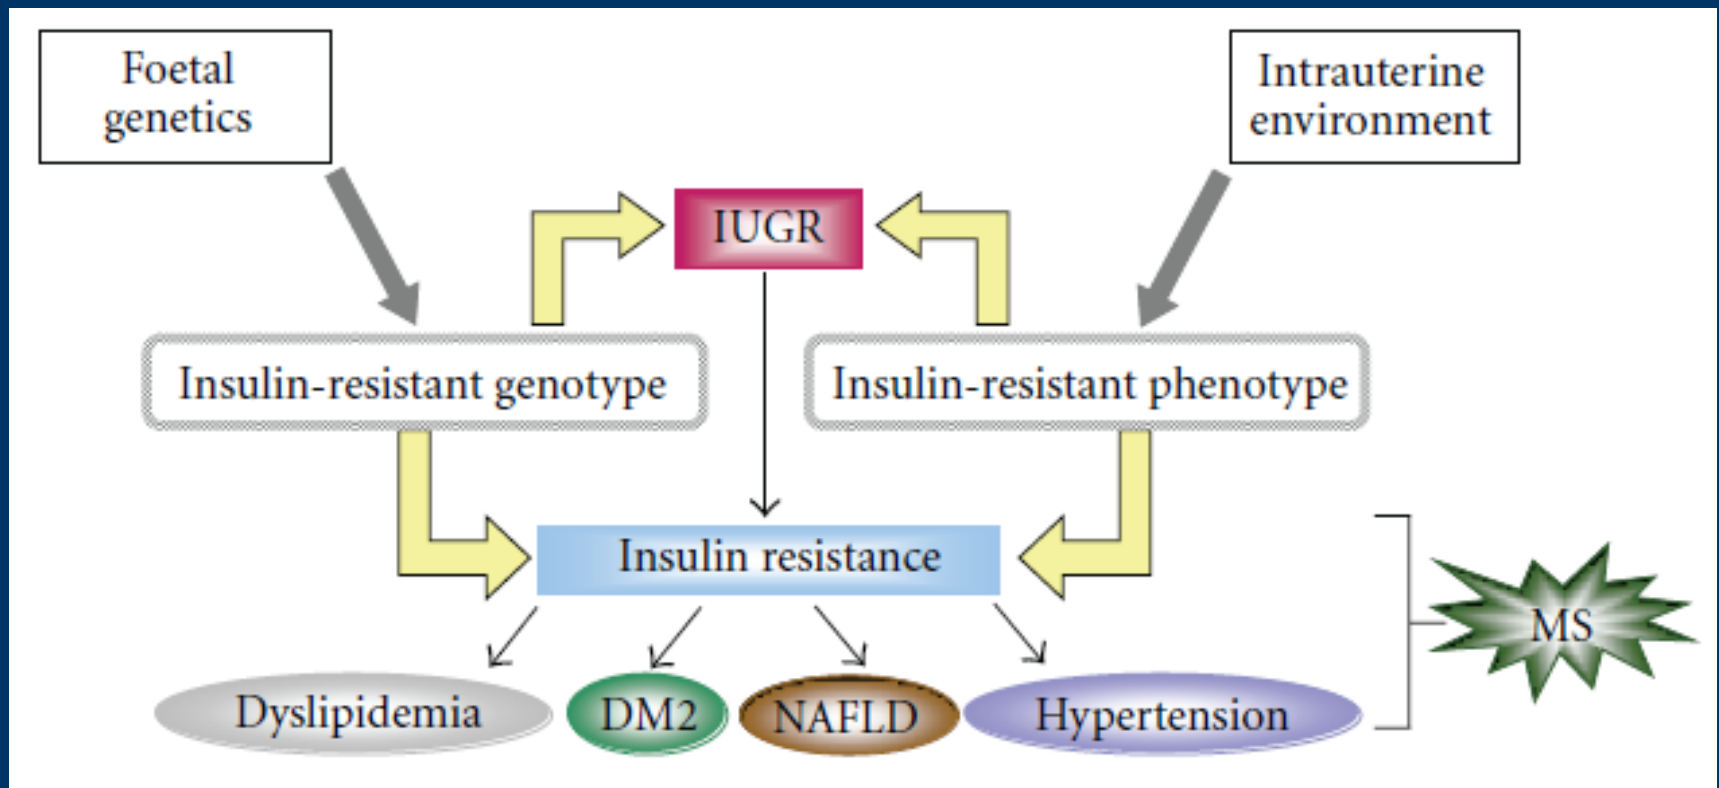 Foetal
genetics
Intrauterine
environment
IUGR
Insulin-resistant genotype
Insulin-resistant phenotype
Insulin resistance
MS
Dyslipidemia
DM2
NAFLD
Hypertension